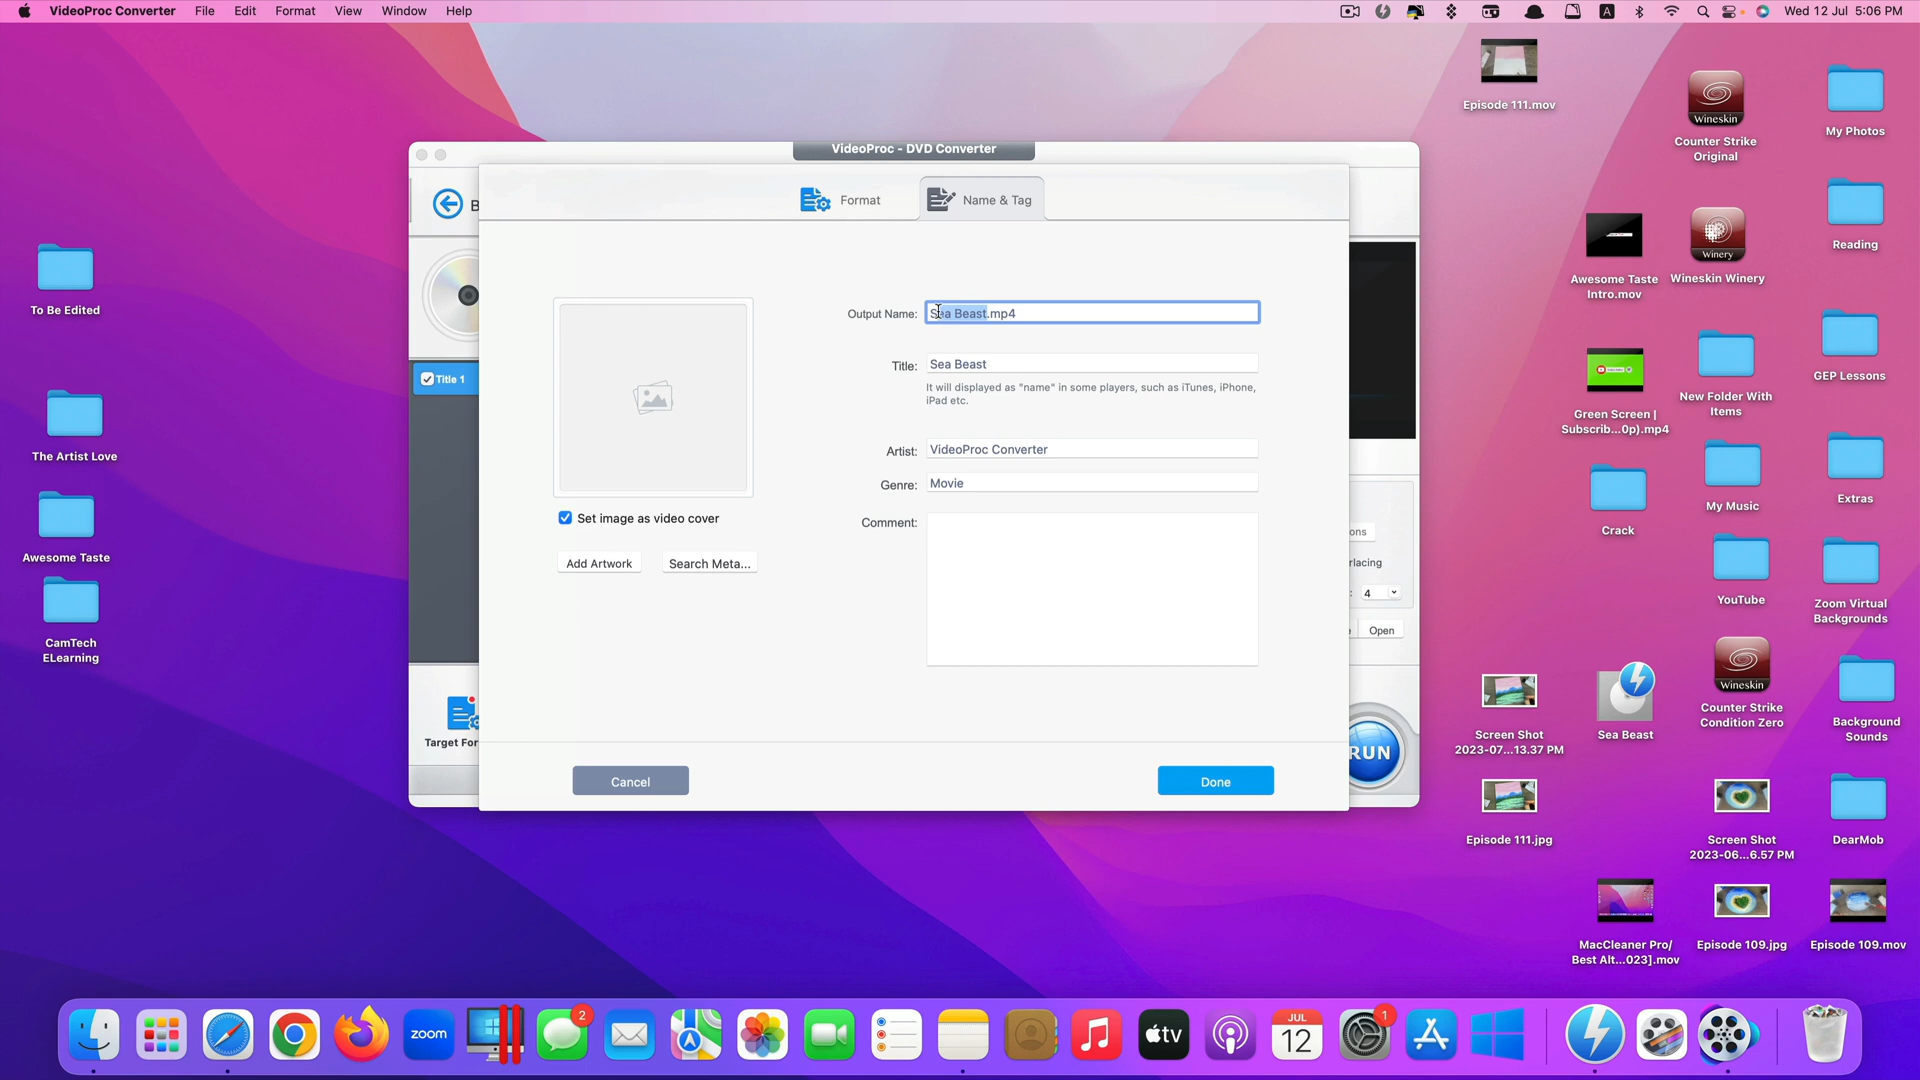 VideoProc Converter File Edit Format View Window Help
A
Wed 12 Jul 5:06 PM
Episode 111.mov
Wineskin
Counter Strike
Original
My Photos
Awesome Taste
Intro.mov
Winery
Wineskin Winery
Reading
Green Screen |
Subscrib...0p).mp4
New Folder With
Items
GEP Lessons
Crack
My Music
Extras
YouTube
Zoom Virtual
Backgrounds
Screen Shot
2023-07...13.37 PM
Sea Beast
Wineskin
Counter Strike
Condition Zero
Background
Sounds
Episode 111.jpg
Screen Shot
2023-06...6.57 PM
DearMob
MacCleaner Pro/
Best Alt...023].mov
Episode 109.jpg
Episode 109.mov
To Be Edited
The Artist Love
Awesome Taste
CamTech
ELearning
VideoProc - DVD Converter
B
Format
Name & Tag
Output Name: Sea Beast.mp4
Title: Sea Beast
It will displayed as "name" in some players, such as iTunes, iPhone,
iPad etc.
Artist: VideoProc Converter
Genre: Movie
Comment:
Set image as video cover
Add Artwork
Search Meta...
Cancel
Done
Title 1
Target For
ons
rlacing
: 4
e
Open
RUN
zoom
2
tv
JUL
12
1